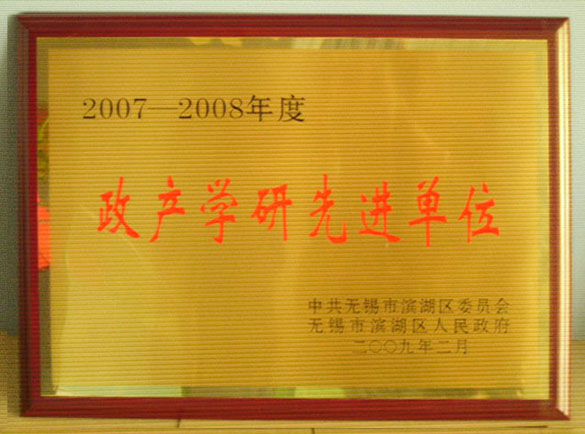 2007—2008年度
政产学研先进单位
中共无锡市滨湖区委员会
无锡市滨湖区人民政府
二〇〇九年二月